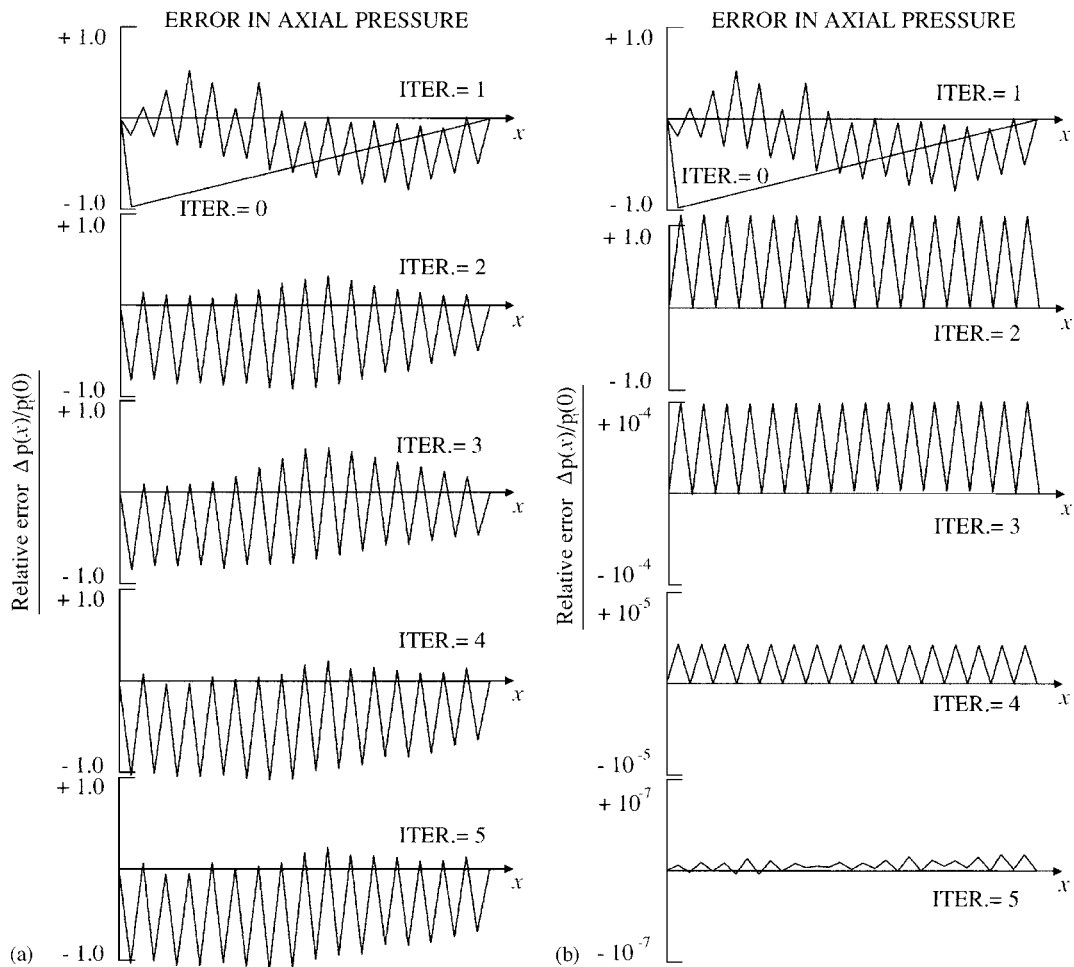 ERROR IN AXIAL PRESSURE
+ 1.0
ITER.= 1
x
ITER.= 0
- 1.0
+ 1.0
ITER.= 2
x
- 1.0
+ 1.0
ITER.= 3
x
- 1.0
+ 1.0
ITER.= 4
x
- 1.0
+ 1.0
ITER.= 5
x
- 1.0
Relative error Δp(x)/p(0)
(a)
ERROR IN AXIAL PRESSURE
+ 1.0
ITER.= 1
x
ITER.= 0
- 1.0
+ 1.0
x
ITER.= 2
- 1.0
+ 10⁻⁴
x
ITER.= 3
- 10⁻⁴
+ 10⁻⁵
x
ITER.= 4
- 10⁻⁵
+ 10⁻⁷
x
ITER.= 5
- 10⁻⁷
Relative error Δp(x)/p(0)
(b)